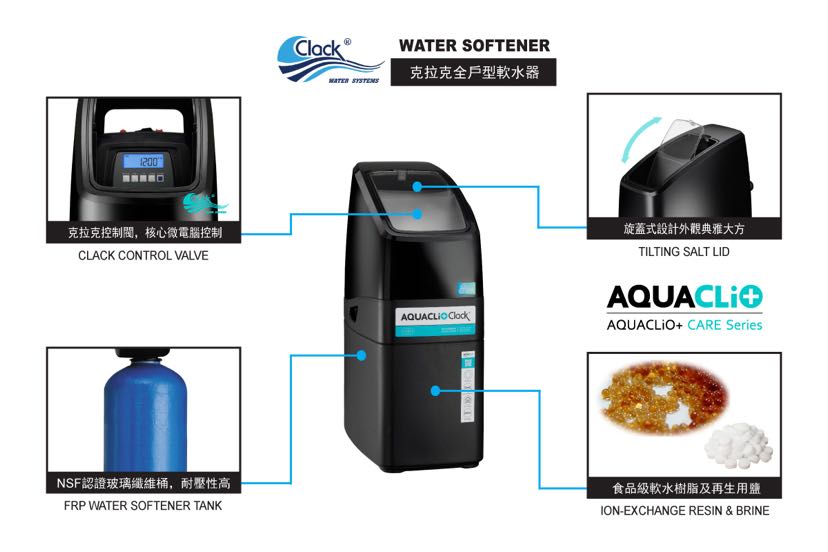 Clack®
WATER SYSTEMS
WATER SOFTENER
克拉克全戶型軟水器
12:00
Clack
克拉克控制閥，核心微電腦控制
CLACK CONTROL VALVE
旋蓋式設計外觀典雅大方
TILTING SALT LID
AQUACLiO+
AQUACLiO+ CARE Series
AQUACLiO+Clack
NSF認證玻璃纖維桶，耐壓性高
FRP WATER SOFTENER TANK
食品級軟水樹脂及再生用鹽
ION-EXCHANGE RESIN & BRINE